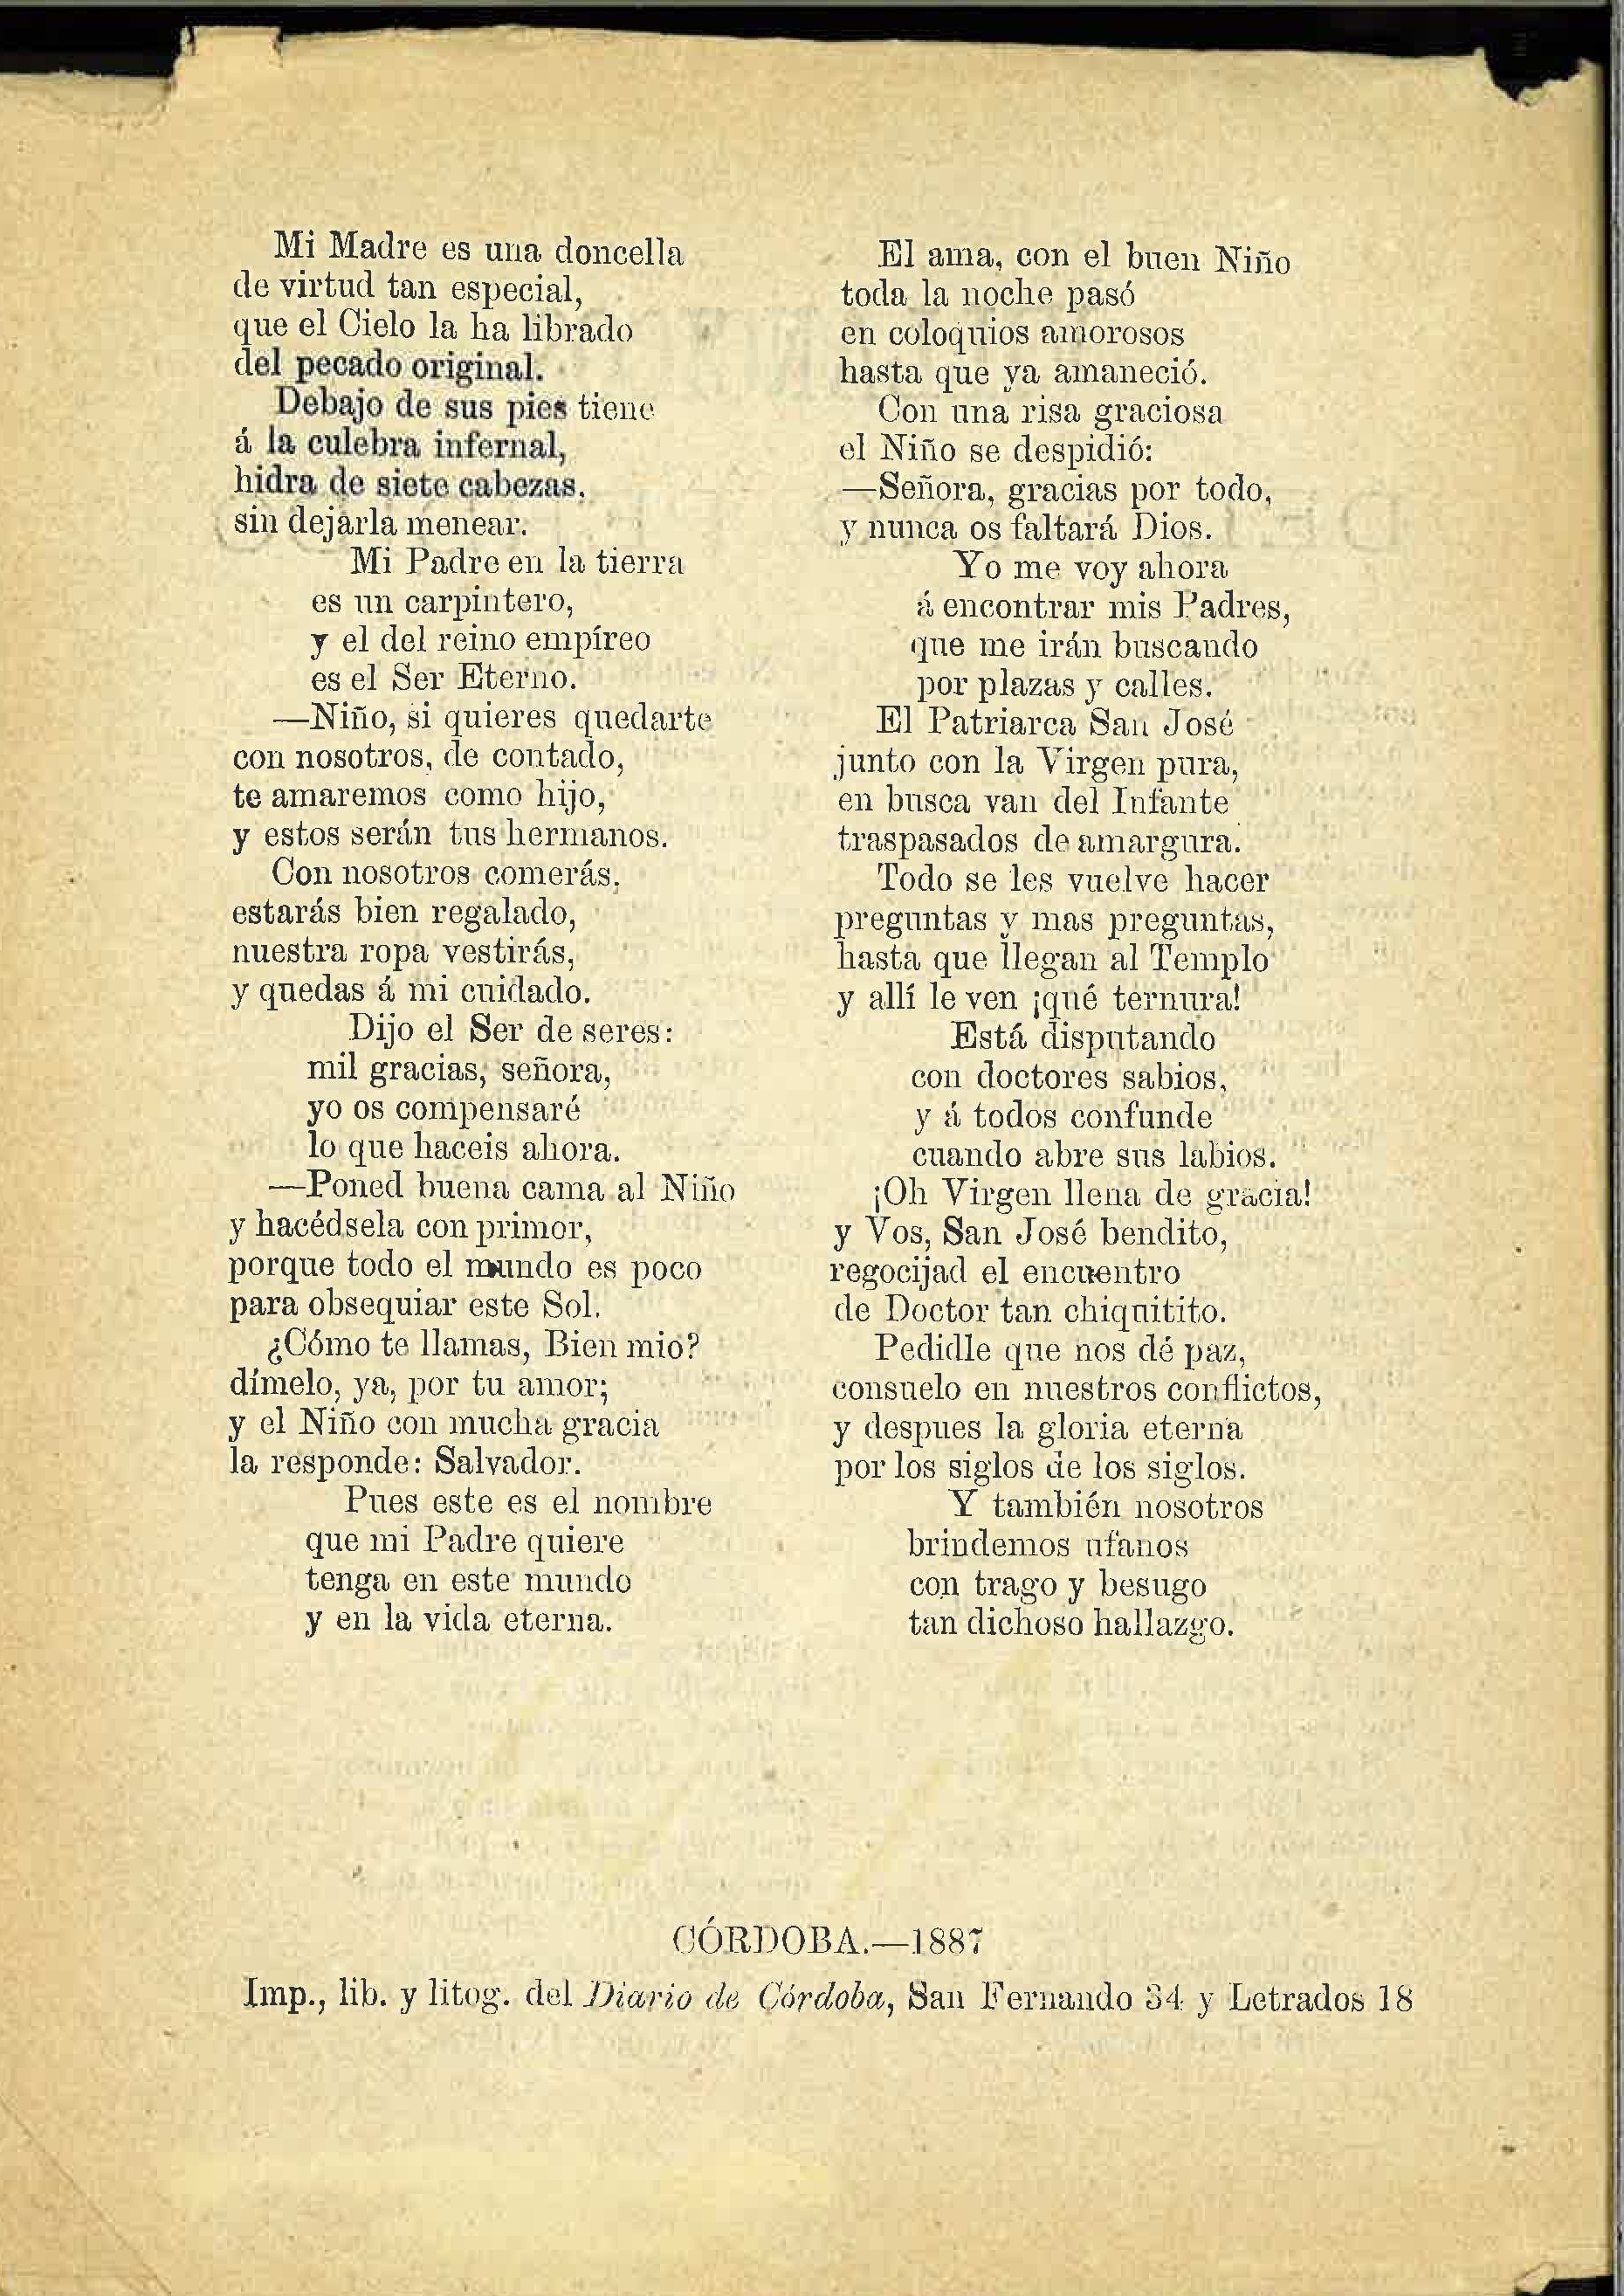 Mi Madre es una doncella
de virtud tan especial,
que el Cielo la ha librado
del pecado original.
Debajo de sus pies tiene
á la culebra infernal,
hidra de siete cabezas,
sin dejarla menear.
Mi Padre en la tierra
es un carpintero,
y el del reino empíreo
es el Ser Eterno.
—Niño, si quieres quedarte
con nosotros, de contado,
te amaremos como hijo,
y estos serán tus hermanos.
Con nosotros comerás,
estarás bien regalado,
nuestra ropa vestirás,
y quedas á mi cuidado.
Dijo el Ser de seres:
mil gracias, señora,
yo os compensaré
lo que haceis ahora.
—Poned buena cama al Niño
y hacédsela con primor,
porque todo el mundo es poco
para obsequiar este Sol.
¿Cómo te llamas, Bien mio?
dímelo, ya, por tu amor;
y el Niño con mucha gracia
la responde: Salvador.
Pues este es el nombre
que mi Padre quiere
tenga en este mundo
y en la vida eterna.
El ama, con el buen Niño
toda la noche pasó
en coloquios amorosos
hasta que ya amaneció.
Con una risa graciosa
el Niño se despidió:
—Señora, gracias por todo,
y nunca os faltará Dios.
Yo me voy ahora
á encontrar mis Padres,
que me irán buscando
por plazas y calles.
El Patriarca San José
junto con la Virgen pura,
en busca van del Infante
traspasados de amargura.
Todo se les vuelve hacer
preguntas y mas preguntas,
hasta que llegan al Templo
y allí le ven ¡qué ternura!
Está disputando
con doctores sabios,
y á todos confunde
cuando abre sus labios.
¡Oh Virgen llena de gracia!
y Vos, San José bendito,
regocijad el encuentro
de Doctor tan chiquitito.
Pedidle que nos dé paz,
consuelo en nuestros conflictos,
y despues la gloria eterna
por los siglos de los siglos.
Y también nosotros
brindemos ufanos
con trago y besugo
tan dichoso hallazgo.
CÓRDOBA.—1887
Imp., lib. y litog. del Diario de Córdoba, San Fernando 34 y Letrados 18